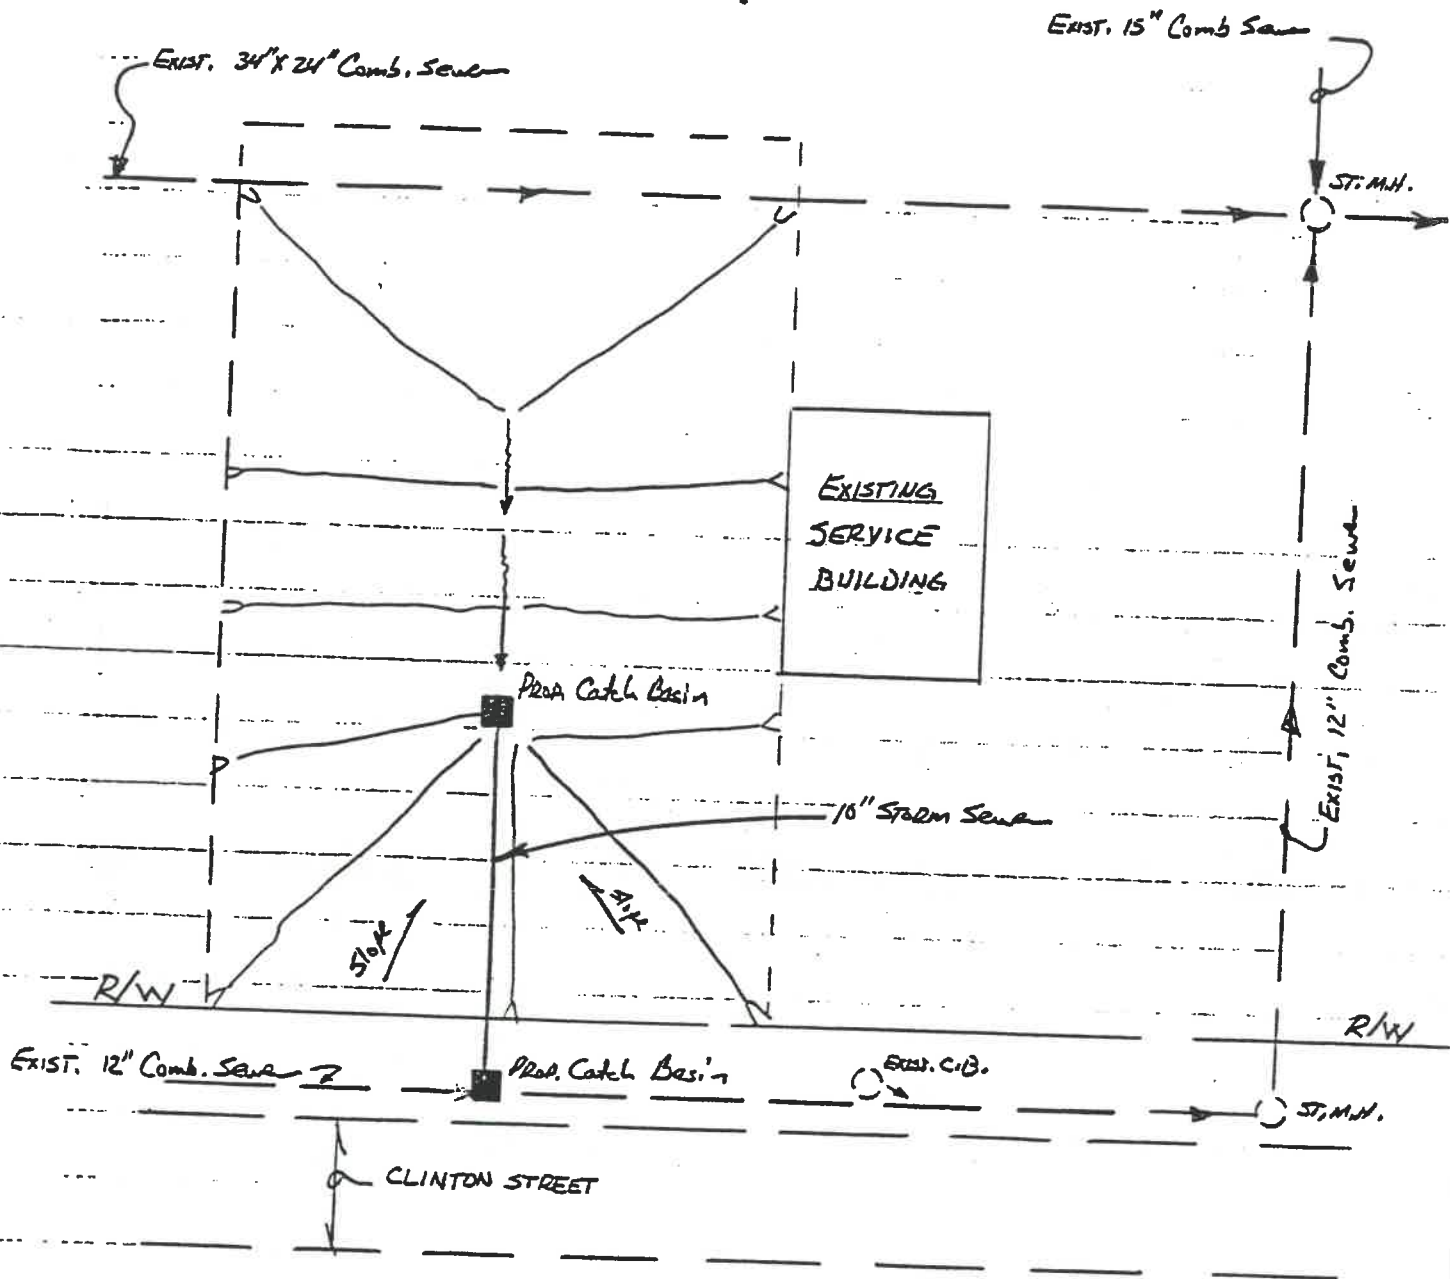 EXIST. 15" Comb Sewer
EXIST. 34" X 24" Comb. Sewer
ST. M.H.
EXISTING
SERVICE
BUILDING
EXIST. 12" Comb. Sewer
PROP. Catch Basin
10" STORM Sewer
Slope
Slope
R/W
R/W
EXIST. 12" Comb. Sewer
PROP. Catch Basin
EXIST. C.B.
ST. M.H.
CLINTON STREET